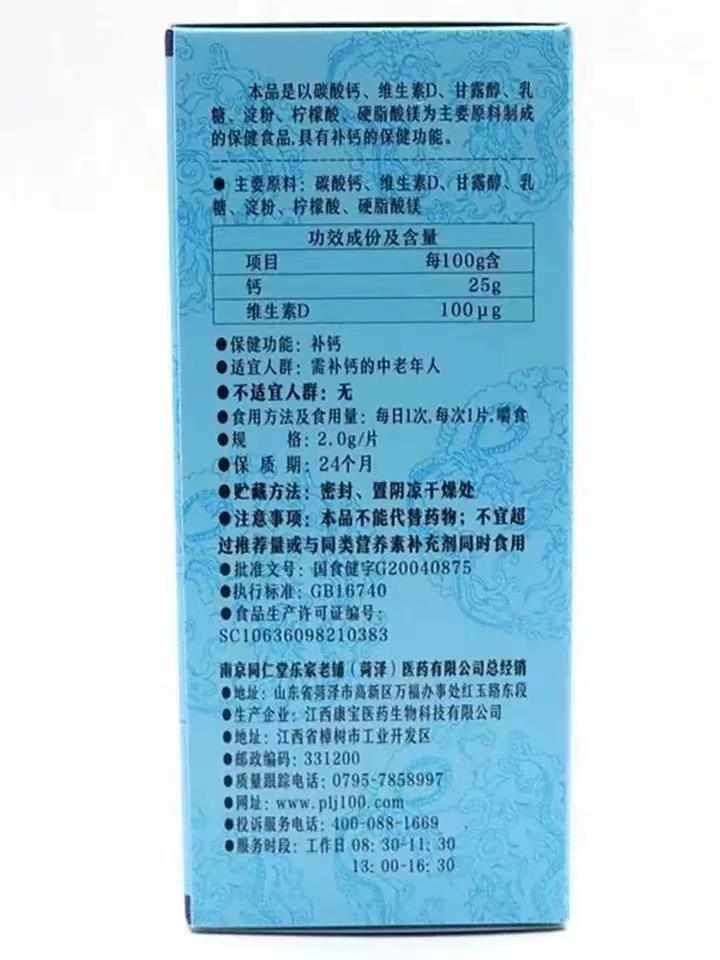 本品是以碳酸钙、维生素D、甘露醇、乳
糖、淀粉、柠檬酸、硬脂酸镁为主要原料制成
的保健食品,具有补钙的保健功能。
●主要原料：碳酸钙、维生素D、甘露醇、乳
糖、淀粉、柠檬酸、硬脂酸镁
功效成份及含量
项目 每100g含
钙 25g
维生素D 100μg
●保健功能：补钙
●适宜人群：需补钙的中老年人
●不适宜人群：无
●食用方法及食用量：每日1次,每次1片,嚼食
●规 格：2.0g/片
●保 质 期：24个月
●贮藏方法：密封、置阴凉干燥处
●注意事项：本品不能代替药物；不宜超
过推荐量或与同类营养素补充剂同时食用
●批准文号：国食健字G20040875
●执行标准：GB16740
●食品生产许可证编号：
SC10636098210383
南京同仁堂乐家老铺（菏泽）医药有限公司总经销
●地址：山东省菏泽市高新区万福办事处红玉路东段
●生产企业：江西康宝医药生物科技有限公司
●地址：江西省樟树市工业开发区
●邮政编码：331200
●质量跟踪电话：0795-7858997
●网址：www.plj100.com
●投诉服务电话：400-088-1669
●服务时段：工作日08:30-11:30
13:00-16:30